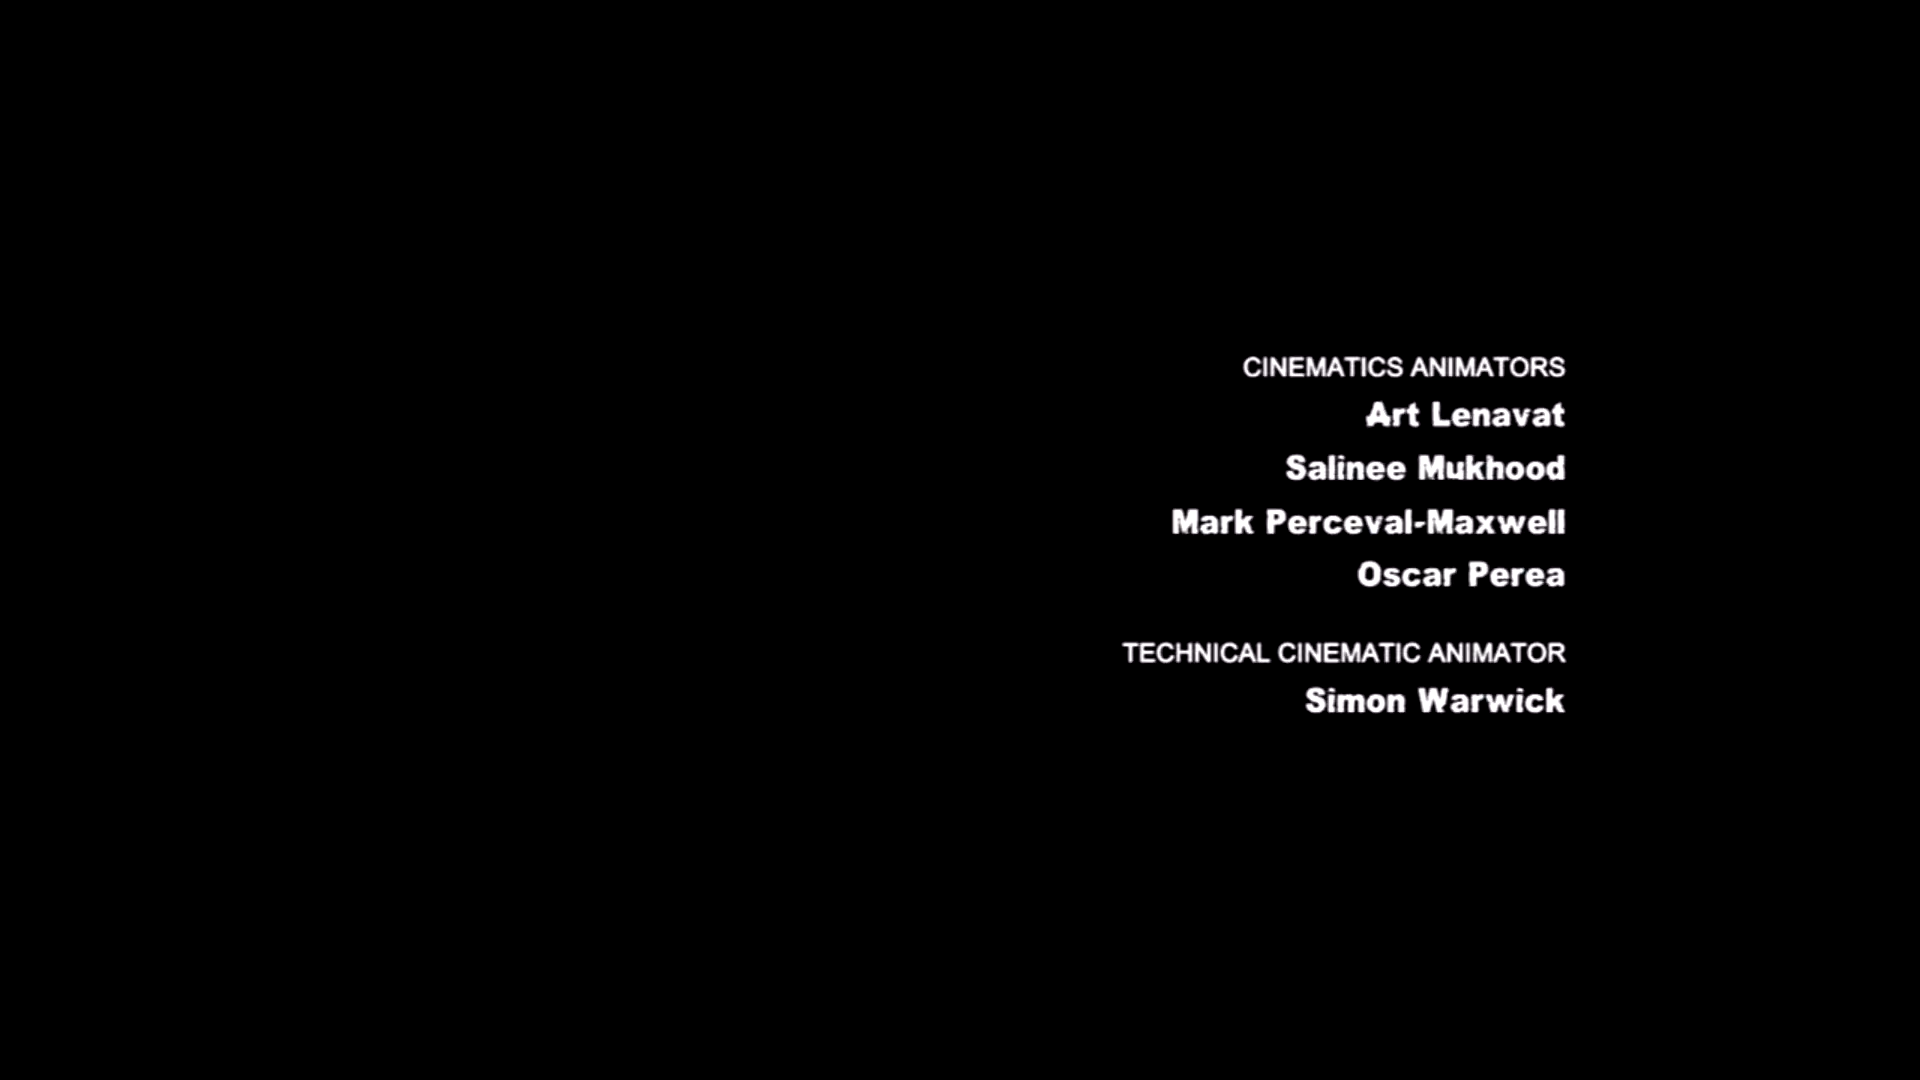 CINEMATICS ANIMATORS
Art Lenavat
Salinee Mukhood
Mark Perceval-Maxwell
Oscar Perea
TECHNICAL CINEMATIC ANIMATOR
Simon Warwick